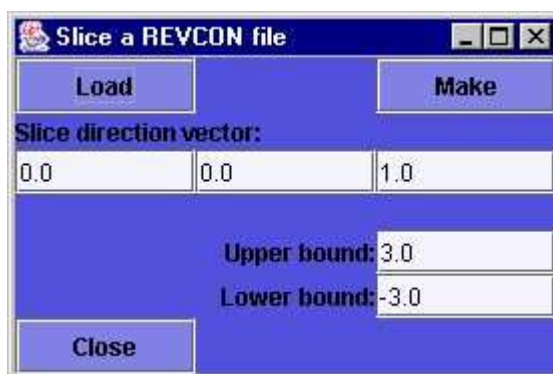 Slice a REVCON file
Load Make
Slice direction vector:
0.0 0.0 1.0
Upper bound: 3.0
Lower bound: -3.0
Close